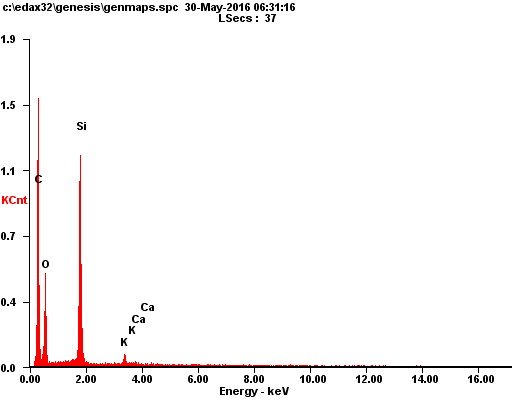 c:\edax32\genesis\genmaps.spc 30-May-2016 06:31:16
LSecs : 37
1.9
1.5
1.1
KCnt
0.7
0.4
0.0
C
O
Si
K
K
Ca
Ca
0.00 2.00 4.00 6.00 8.00 10.00 12.00 14.00 16.00
Energy - keV